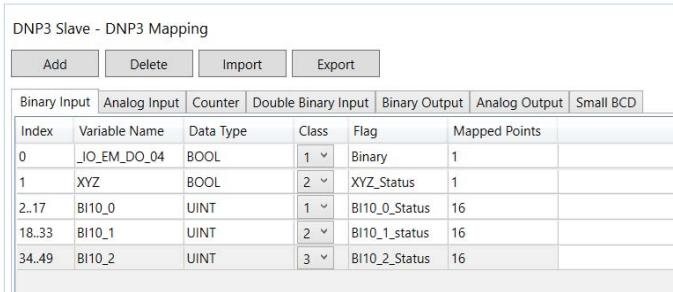 DNP3 Slave - DNP3 Mapping
Add Delete Import Export
Binary Input Analog Input Counter Double Binary Input Binary Output Analog Output Small BCD
Index Variable Name Data Type Class Flag Mapped Points
0 _IO_EM_DO_04 BOOL 1 Binary 1
1 XYZ BOOL 2 XYZ_Status 1
2..17 BI10_0 UINT 1 BI10_0_Status 16
18..33 BI10_1 UINT 2 BI10_1_status 16
34..49 BI10_2 UINT 3 BI10_2_Status 16